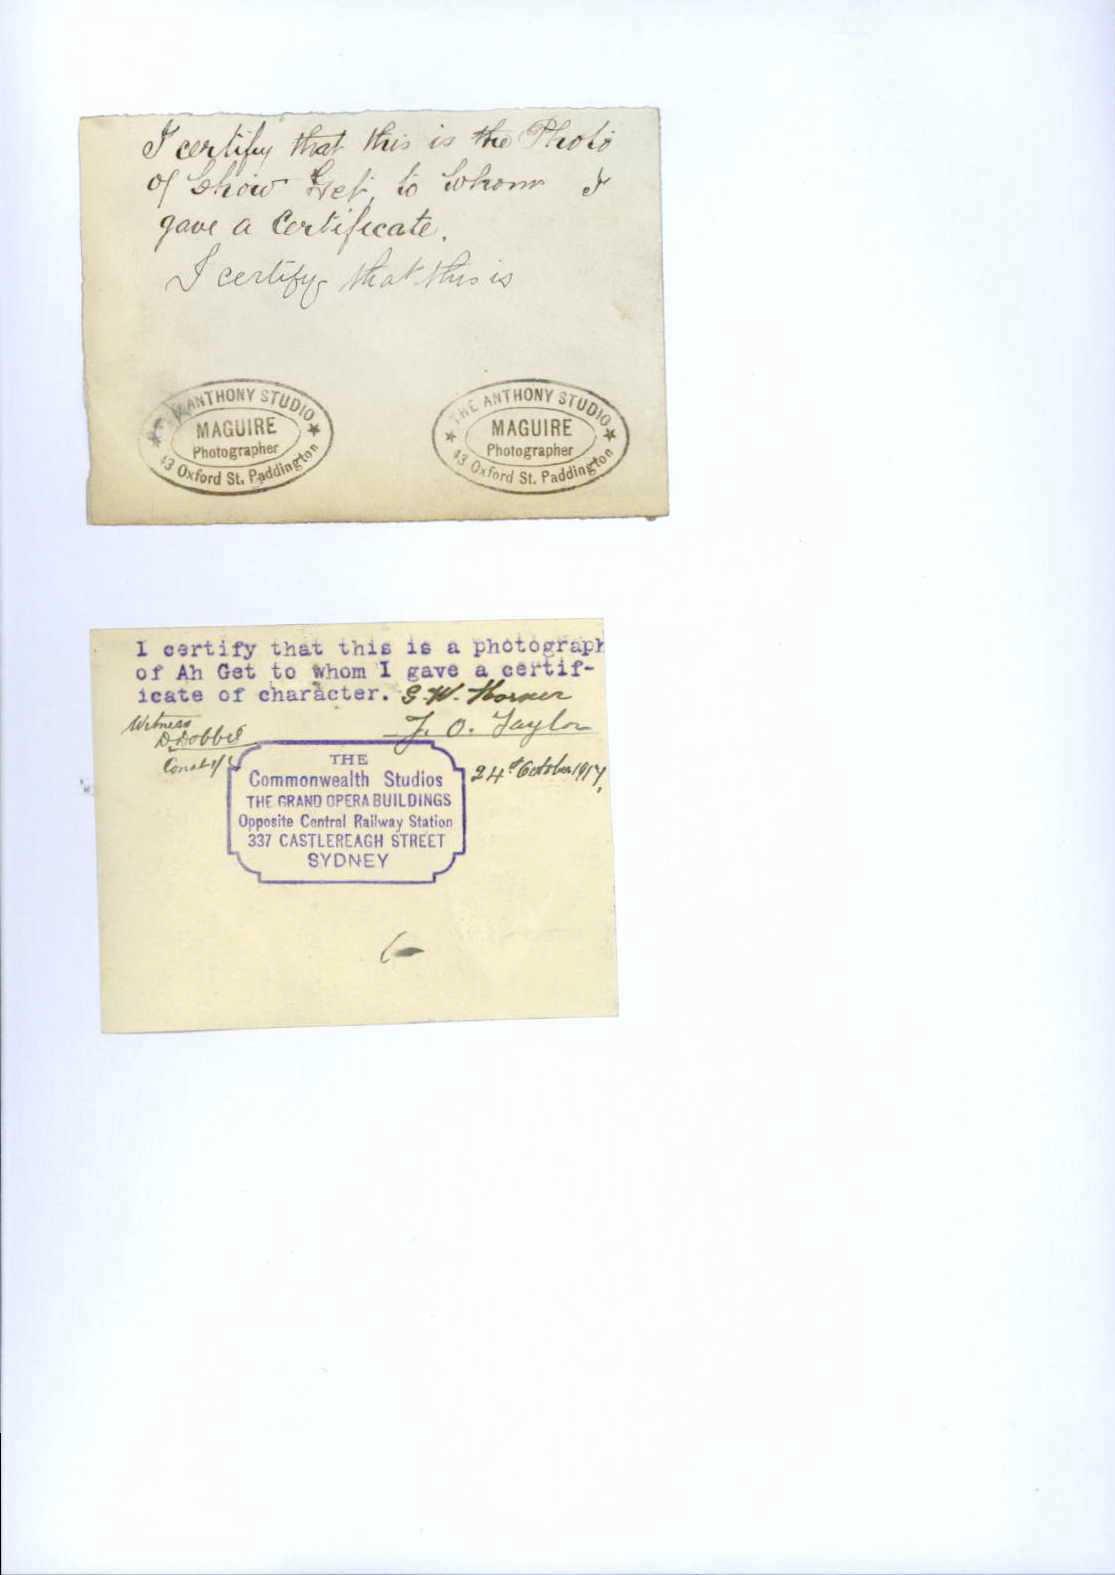 I certify that this is the Photo
of Show Get, to Whom I
gave a Certificate.
I certify that this is
THE ANTHONY STUDIO
MAGUIRE
Photographer
43 Oxford St. Paddington
THE ANTHONY STUDIO
MAGUIRE
Photographer
43 Oxford St. Paddington
I certify that this is a photograph
of Ah Get to whom I gave a certif-
icate of character. G. W. Horner
Witness J. O. Taylor
D. Dobbie
24th October 1917,
THE
Commonwealth Studios
THE GRAND OPERA BUILDINGS
Opposite Central Railway Station
337 CASTLEREAGH STREET
SYDNEY